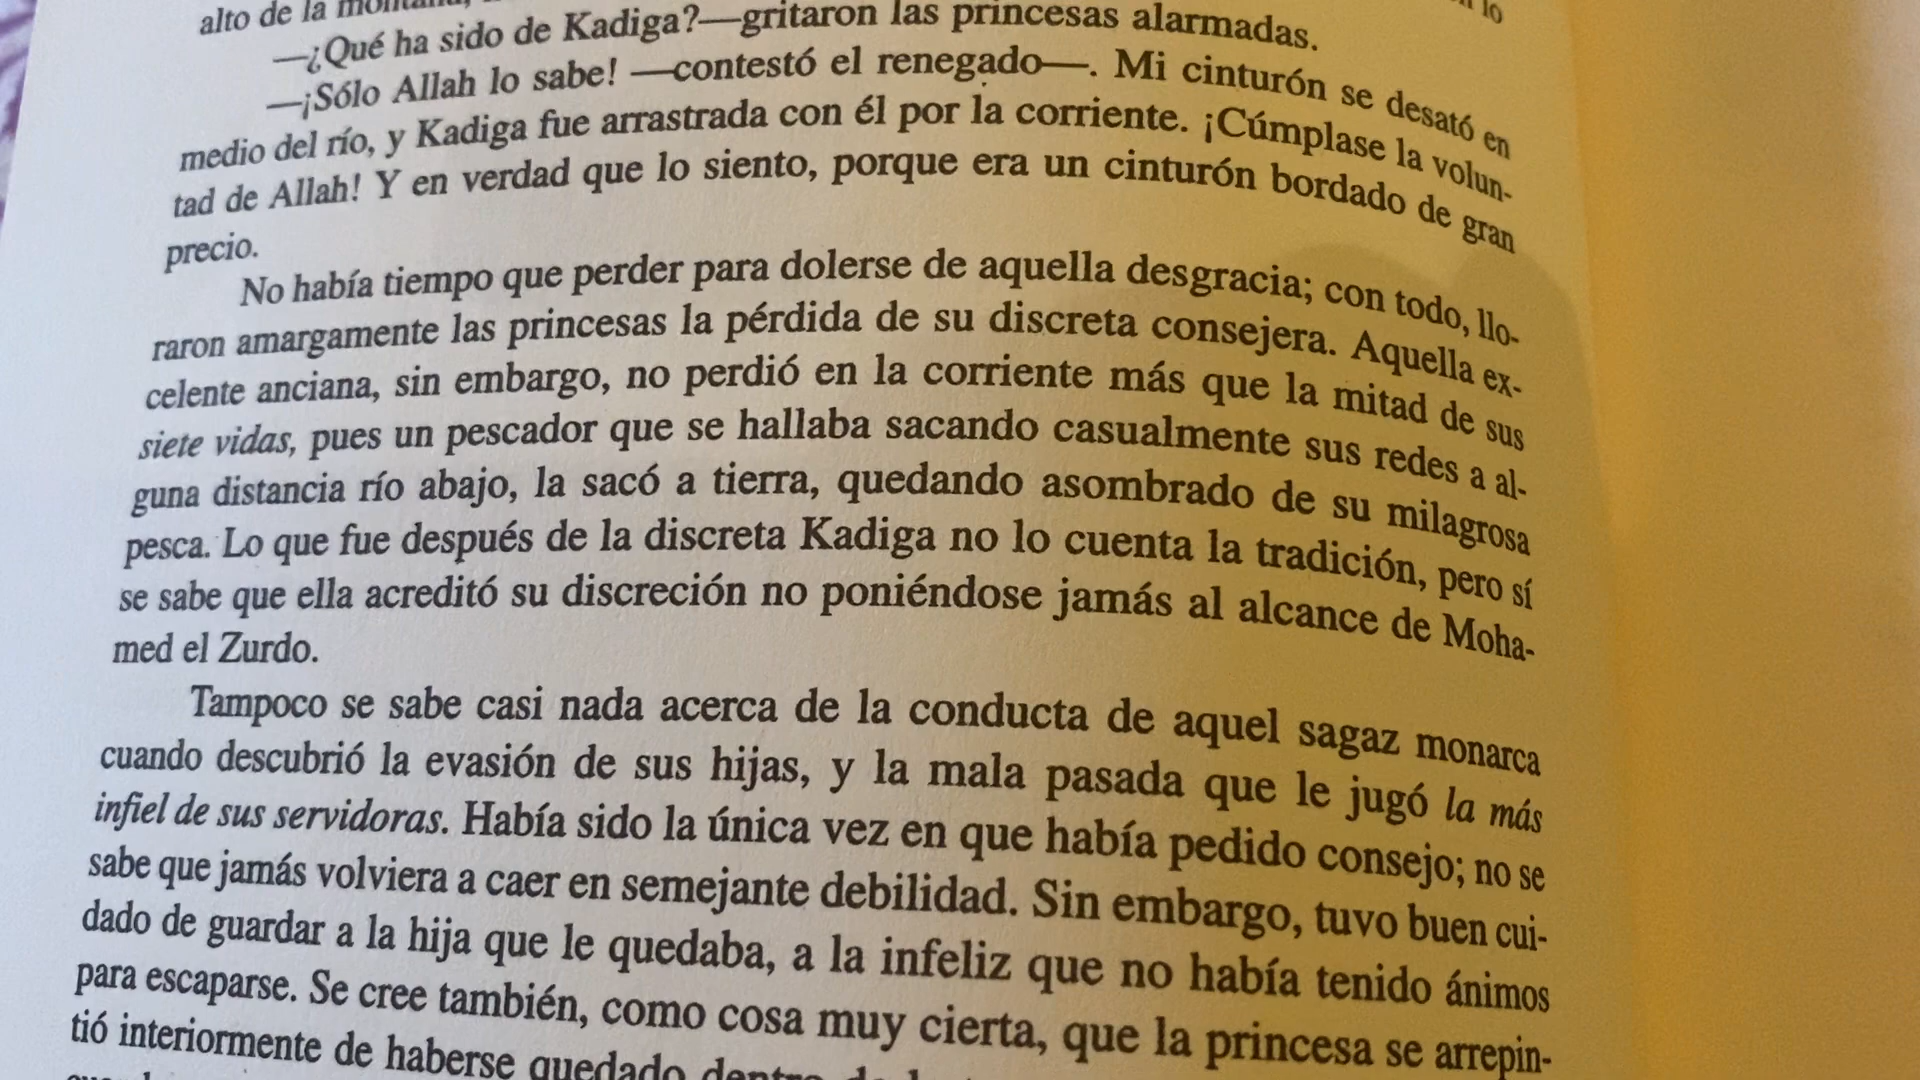 alto de la montaña,
lo
—¿Qué ha sido de Kadiga?—gritaron las princesas alarmadas.
—¡Sólo Allah lo sabe! —contestó el renegado—. Mi cinturón se desató en
medio del río, y Kadiga fue arrastrada con él por la corriente. ¡Cúmplase la volun-
tad de Allah! Y en verdad que lo siento, porque era un cinturón bordado de gran
precio.
No había tiempo que perder para dolerse de aquella desgracia; con todo, llo-
raron amargamente las princesas la pérdida de su discreta consejera. Aquella ex-
celente anciana, sin embargo, no perdió en la corriente más que la mitad de sus
siete vidas, pues un pescador que se hallaba sacando casualmente sus redes a al-
guna distancia río abajo, la sacó a tierra, quedando asombrado de su milagrosa
pesca. Lo que fue después de la discreta Kadiga no lo cuenta la tradición, pero sí
se sabe que ella acreditó su discreción no poniéndose jamás al alcance de Moha-
med el Zurdo.
Tampoco se sabe casi nada acerca de la conducta de aquel sagaz monarca
cuando descubrió la evasión de sus hijas, y la mala pasada que le jugó la más
infiel de sus servidoras. Había sido la única vez en que había pedido consejo; no se
sabe que jamás volviera a caer en semejante debilidad. Sin embargo, tuvo buen cui-
dado de guardar a la hija que le quedaba, a la infeliz que no había tenido ánimos
para escaparse. Se cree también, como cosa muy cierta, que la princesa se arrepin-
tió interiormente de haberse quedado dentro